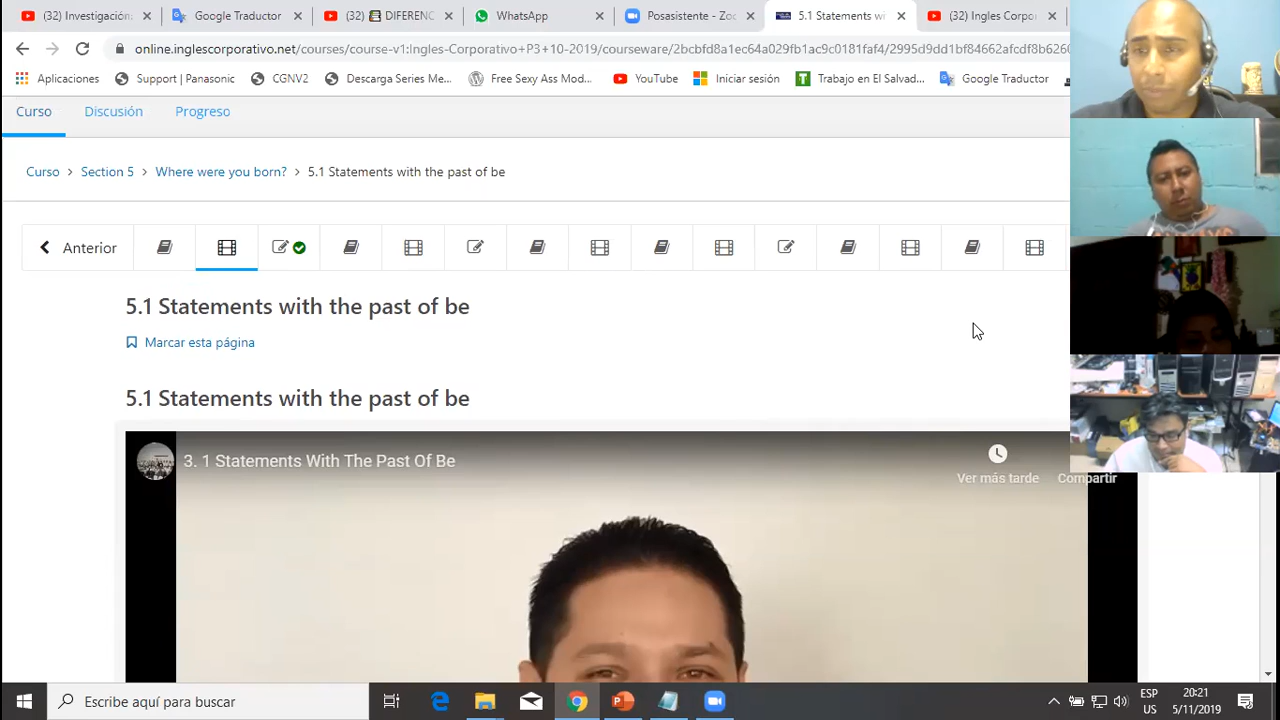 (32) Investigación
Google Traductor
(32) DIFERENC
WhatsApp
Posasistente - Zoo
5.1 Statements wi
(32) Ingles Corpo
online.inglescorporativo.net/courses/course-v1:Ingles-Corporativo+P3+10-2019/courseware/2bcbfd8a1ec64a029fb1ac9c0181faf4/2995d9dd1bf84662afcdf8b6260
Aplicaciones
Support | Panasonic
CGNV2
Descarga Series Me...
Free Sexy Ass Mod...
YouTube
Iniciar sesión
Trabajo en El Salvad...
Google Traductor
Curso
Discusión
Progreso
Curso > Section 5 > Where were you born? > 5.1 Statements with the past of be
Anterior
5.1 Statements with the past of be
Marcar esta página
5.1 Statements with the past of be
3. 1 Statements With The Past Of Be
Ver más tarde
Compartir
Escribe aquí para buscar
ESP
US
20:21
5/11/2019